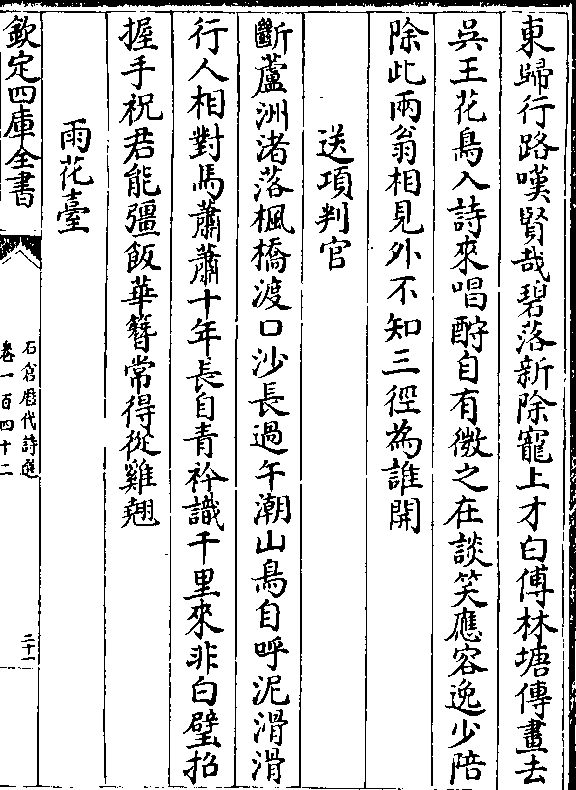 東歸行路嘆賢哉碧落新除寵上才白傅林塘傳畫去
吳王花鳥入詩來唱酧自有微之在談笑應容逸少陪
除此兩翁相見外不知三徑為誰開
送項判官
斷蘆洲渚落楓橋渡口沙長過午潮山鳥自呼泥滑滑
行人相對馬蕭蕭十年長自青衿識千里來非白璧招
握手祝君能彊飯華簪常得從雞翹
雨花臺
欽定四庫全書
石倉歷代詩選
卷一百四十二
二十一